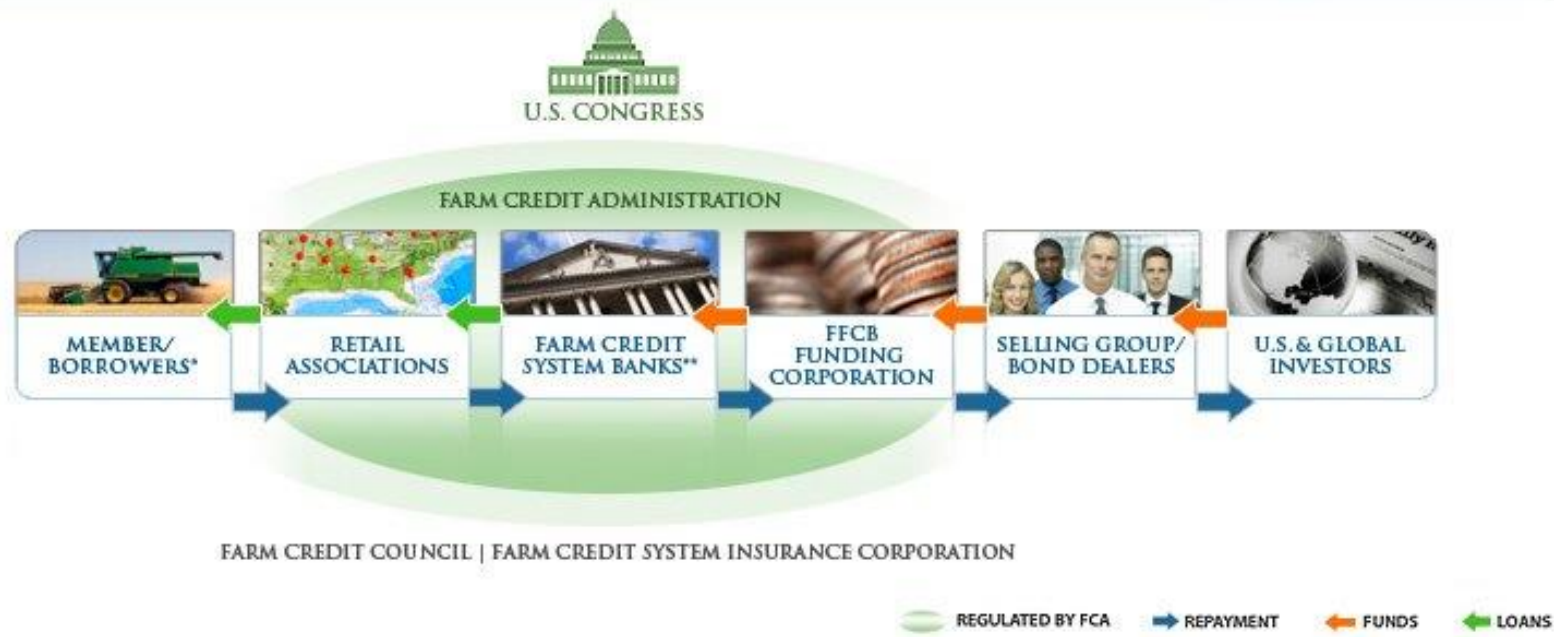 U.S. CONGRESS
FARM CREDIT ADMINISTRATION
MEMBER/
BORROWERS*
RETAIL
ASSOCIATIONS
FARM CREDIT
SYSTEM BANKS**
FFCB
FUNDING
CORPORATION
SELLING GROUP/
BOND DEALERS
U.S. & GLOBAL
INVESTORS
FARM CREDIT COUNCIL | FARM CREDIT SYSTEM INSURANCE CORPORATION
REGULATED BY FCA
REPAYMENT
FUNDS
LOANS